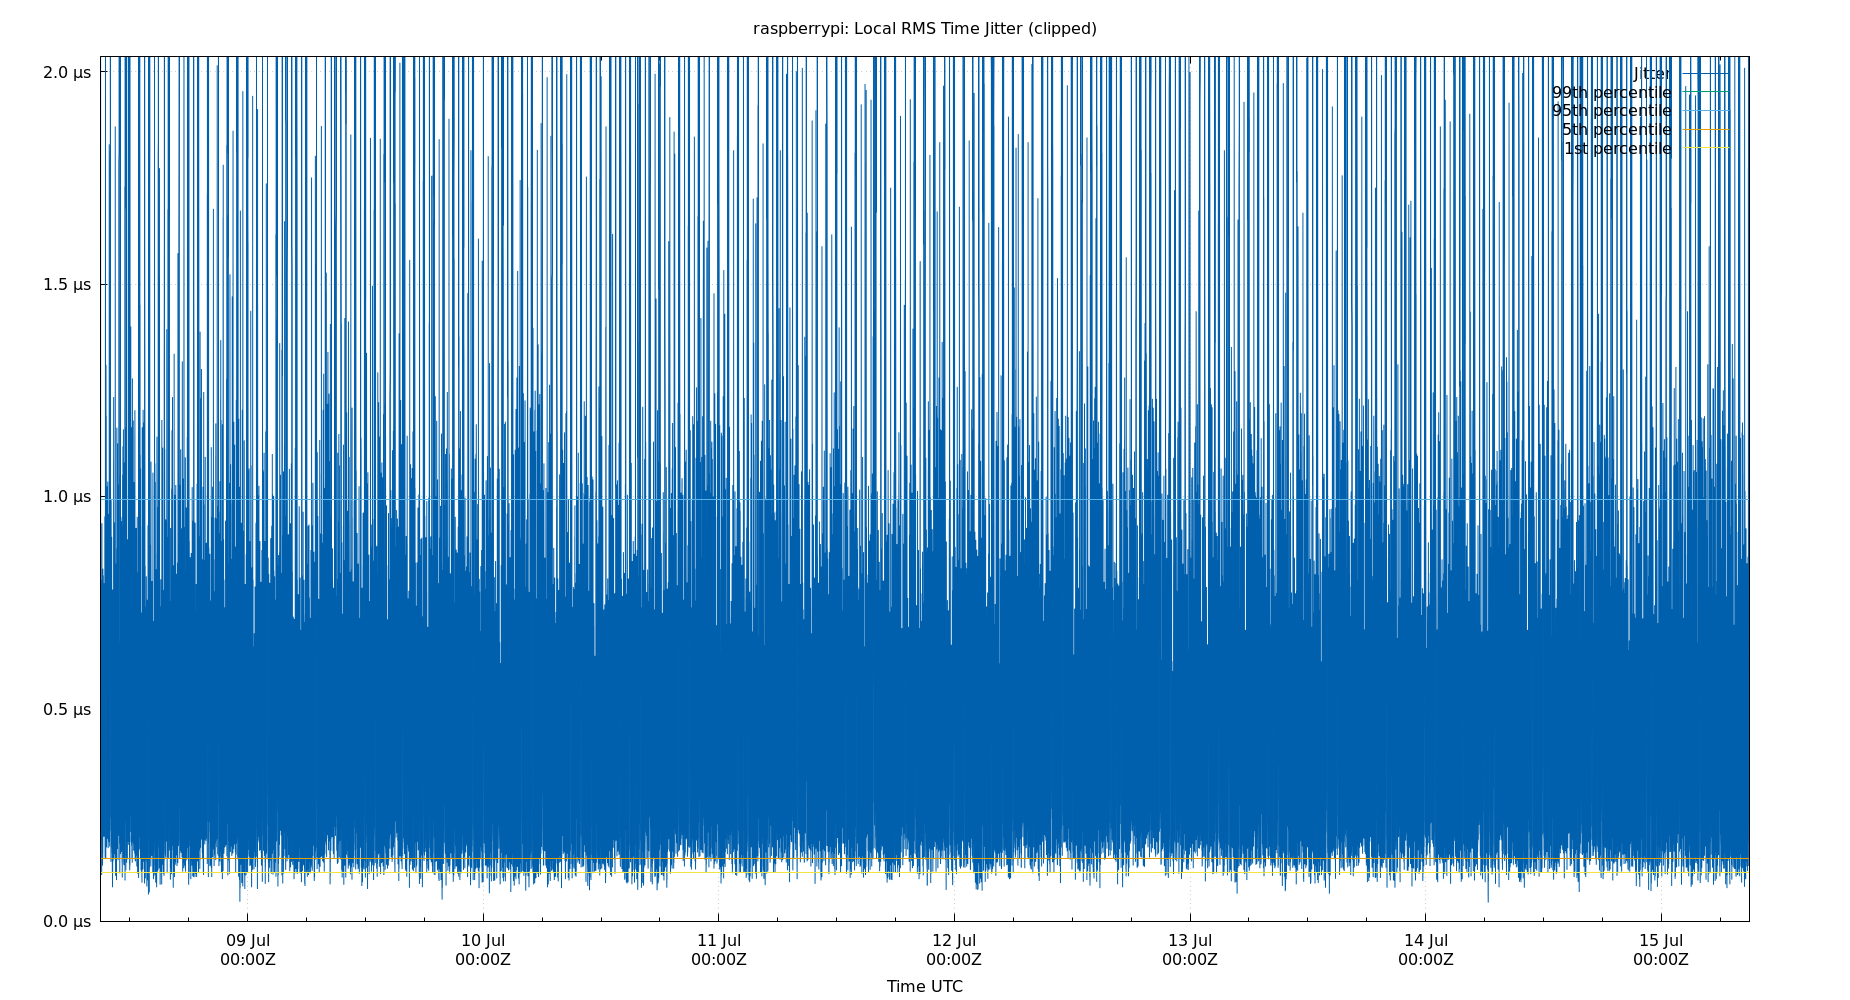 raspberrypi: Local RMS Time Jitter (clipped)
2.0 μs
1.5 μs
1.0 μs
0.5 μs
0.0 μs
Jitter
99th percentile
95th percentile
5th percentile
1st percentile
09 Jul 10 Jul 11 Jul 12 Jul 13 Jul 14 Jul 15 Jul
00:00Z 00:00Z 00:00Z 00:00Z 00:00Z 00:00Z 00:00Z
Time UTC